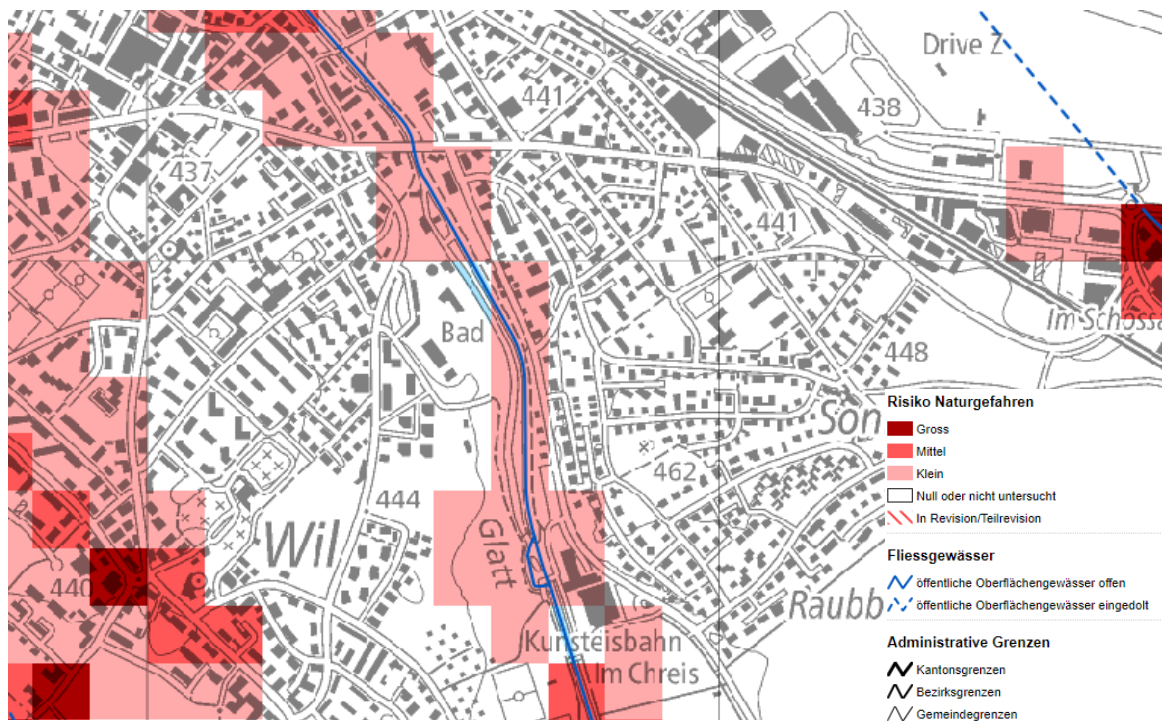 Drive Z
441
438
437
441
Bad
Im Schossa
448
Son
462
444
Wil
Glatt
440
Raubb
Kunsteisbahn
Im Chreis
Risiko Naturgefahren
Gross
Mittel
Klein
Null oder nicht untersucht
In Revision/Teilrevision
Fliessgewässer
öffentliche Oberflächengewässer offen
öffentliche Oberflächengewässer eingedolt
Administrative Grenzen
Kantonsgrenzen
Bezirksgrenzen
Gemeindegrenzen